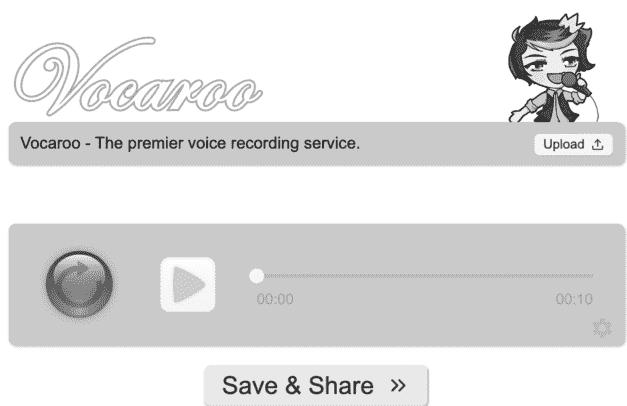 Vocaroo
Vocaroo - The premier voice recording service.
Upload
00:00
00:10
Save & Share »